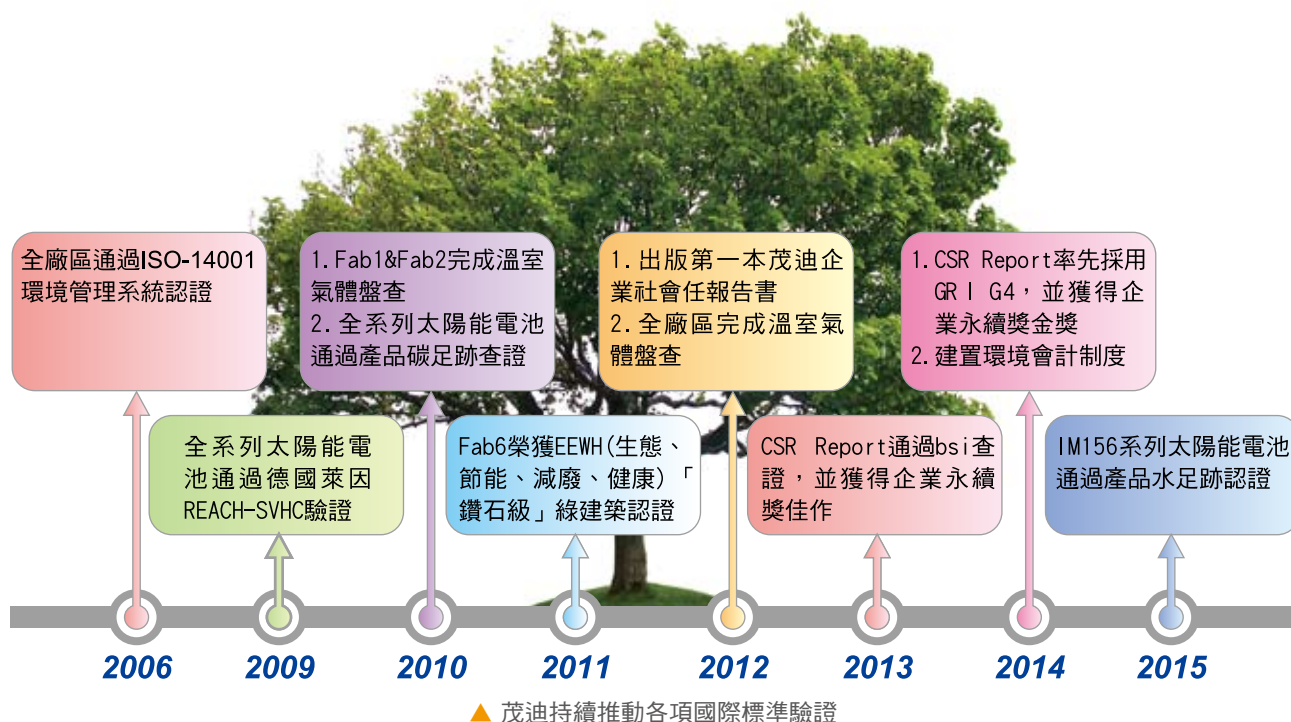 全廠區通過ISO-14001
環境管理系統認證
1. Fab1&Fab2完成溫室
氣體盤查
2. 全系列太陽能電池
通過產品碳足跡查證
1. 出版第一本茂迪企
業社會任報告書
2. 全廠區完成溫室氣
體盤查
1. CSR Report率先採用
GRI G4，並獲得企
業永續獎金獎
2. 建置環境會計制度
全系列太陽能電
池通過德國萊因
REACH-SVHC驗證
Fab6榮獲EEWH(生態、
節能、減廢、健康)「
鑽石級」綠建築認證
CSR Report通過bsi查
證，並獲得企業永續
獎佳作
IM156系列太陽能電池
通過產品水足跡認證
2006
2009
2010
2011
2012
2013
2014
2015
▲ 茂迪持續推動各項國際標準驗證